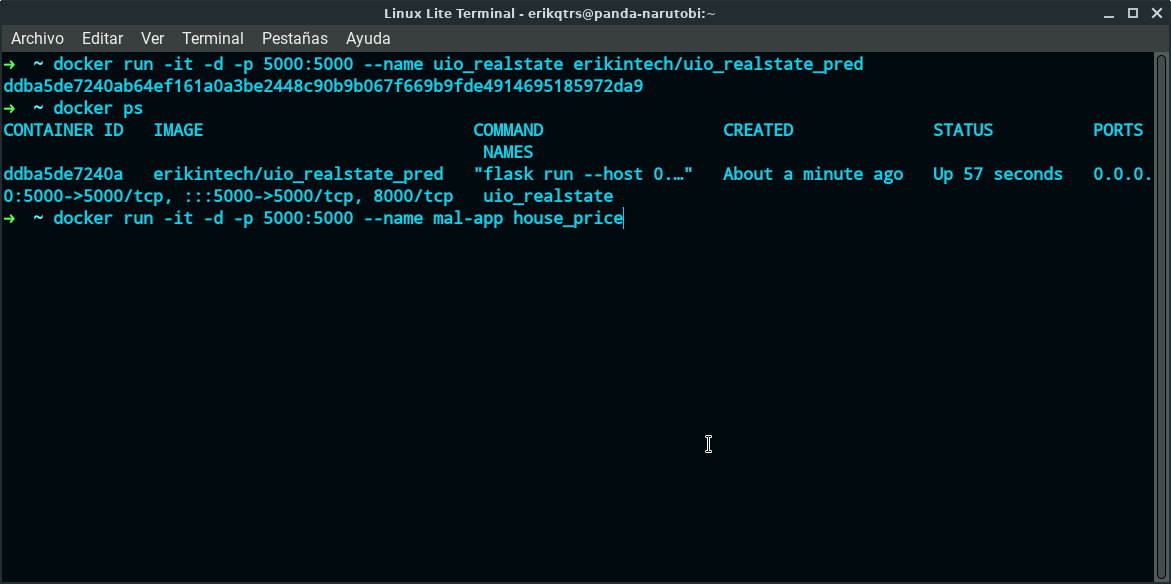 Linux Lite Terminal - erikqtrs@panda-narutobi:~
Archivo Editar Ver Terminal Pestañas Ayuda
➜  ~ docker run -it -d -p 5000:5000 --name uio_realstate erikintech/uio_realstate_pred
ddba5de7240ab64ef161a0a3be2448c90b9b067f669b9fde4914695185972da9
➜  ~ docker ps
CONTAINER ID   IMAGE                           COMMAND                  CREATED              STATUS          PORTS
                                                NAMES
ddba5de7240a   erikintech/uio_realstate_pred   "flask run --host 0.…"   About a minute ago   Up 57 seconds   0.0.0.
0:5000->5000/tcp, :::5000->5000/tcp, 8000/tcp   uio_realstate
➜  ~ docker run -it -d -p 5000:5000 --name mal-app house_price